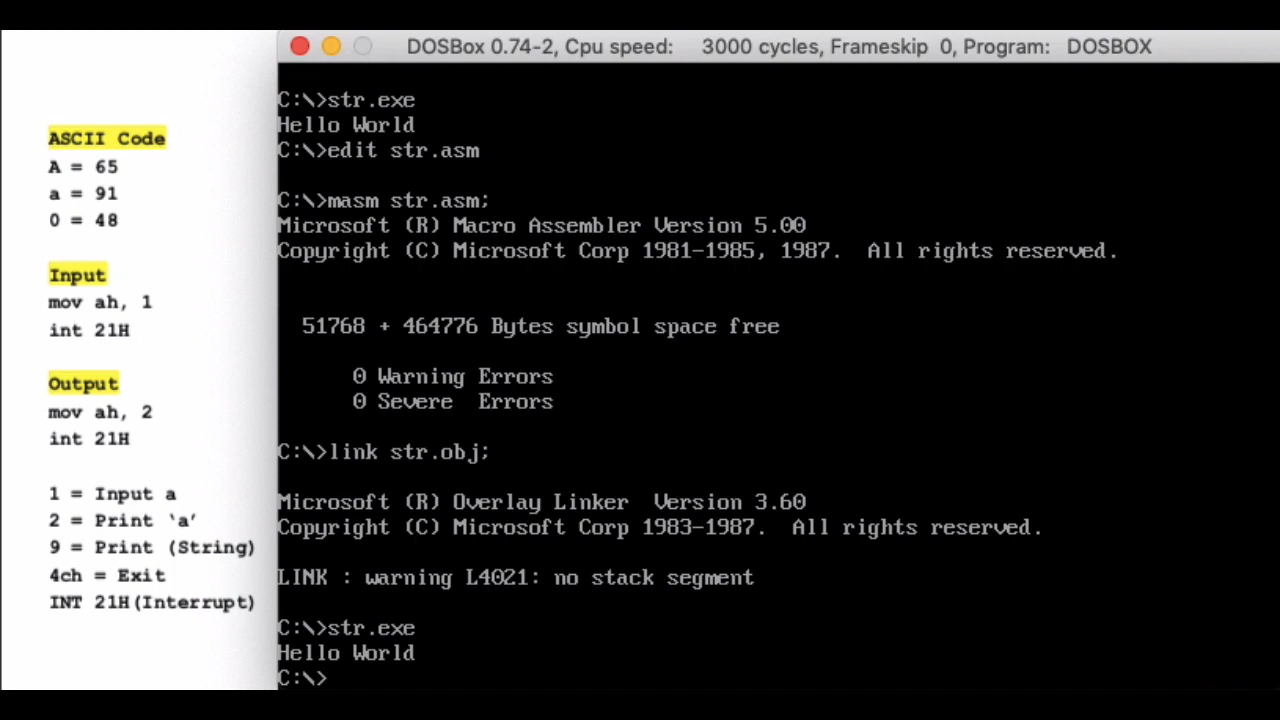 DOSBox 0.74-2, Cpu speed: 3000 cycles, Frameskip 0, Program: DOSBOX
ASCII Code
A = 65
a = 91
0 = 48
Input
mov ah, 1
int 21H
Output
mov ah, 2
int 21H
1 = Input a
2 = Print ‘a’
9 = Print (String)
4ch = Exit
INT 21H(Interrupt)
C:\>str.exe
Hello World
C:\>edit str.asm
C:\>masm str.asm;
Microsoft (R) Macro Assembler Version 5.00
Copyright (C) Microsoft Corp 1981-1985, 1987.  All rights reserved.
51768 + 464776 Bytes symbol space free
0 Warning Errors
0 Severe  Errors
C:\>link str.obj;
Microsoft (R) Overlay Linker  Version 3.60
Copyright (C) Microsoft Corp 1983-1987.  All rights reserved.
LINK : warning L4021: no stack segment
C:\>str.exe
Hello World
C:\>